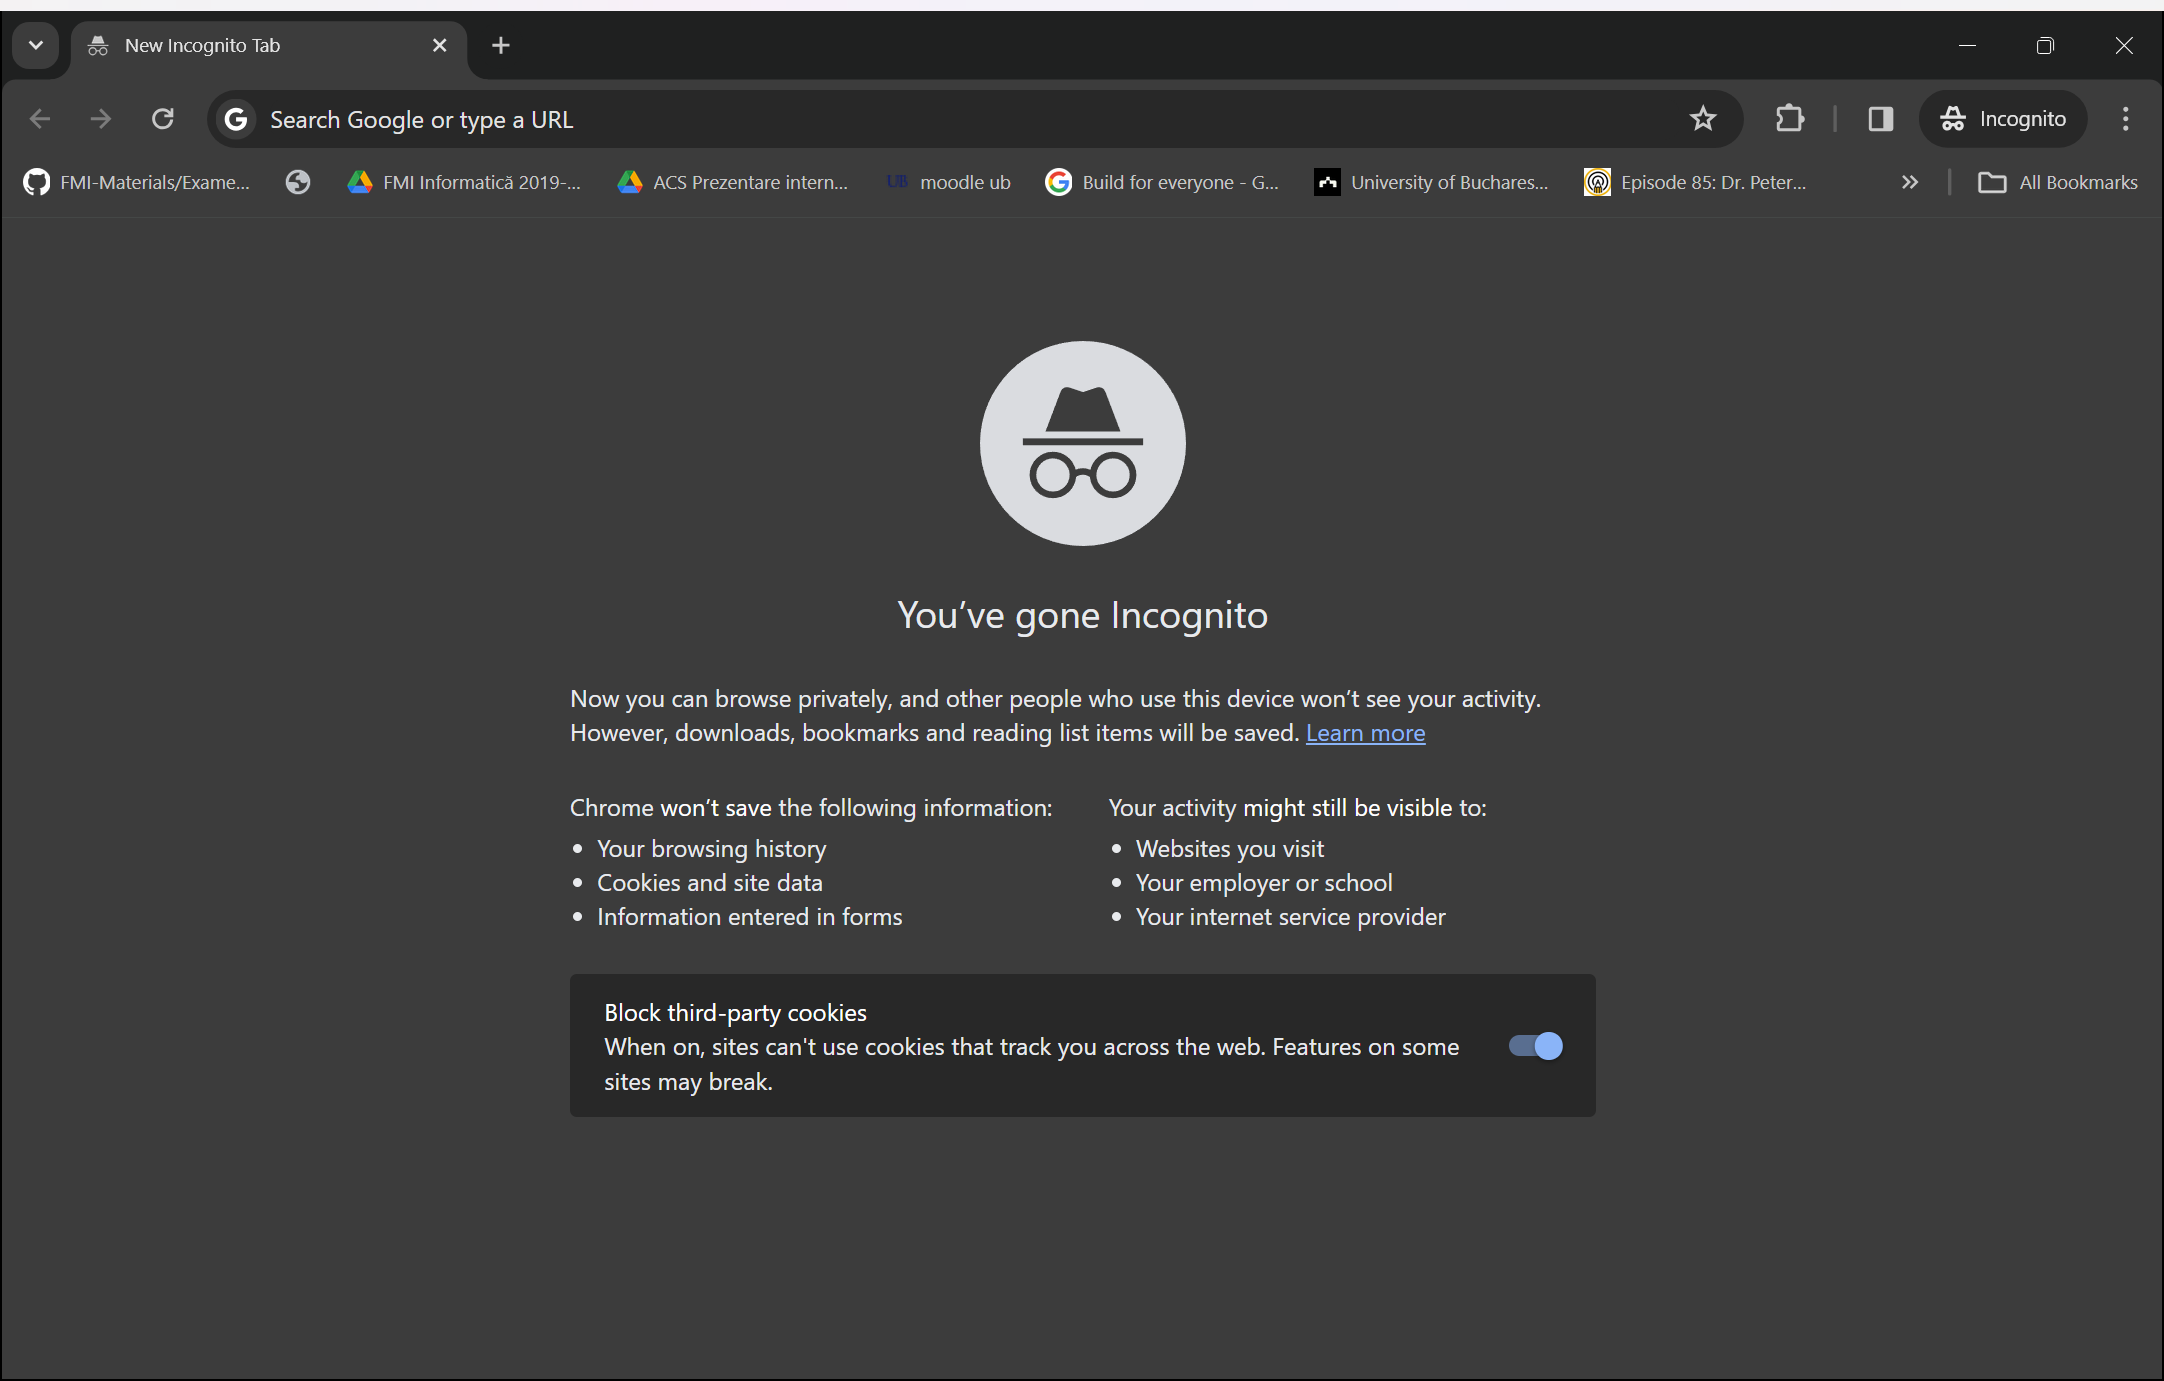 New Incognito Tab
Search Google or type a URL
Incognito
FMI-Materials/Exame...
FMI Informatică 2019-...
ACS Prezentare intern...
UB moodle ub
Build for everyone - G...
University of Buchares...
Episode 85: Dr. Peter...
All Bookmarks
You've gone Incognito
Now you can browse privately, and other people who use this device won't see your activity.
However, downloads, bookmarks and reading list items will be saved. Learn more
Chrome won't save the following information:
Your browsing history
Cookies and site data
Information entered in forms
Your activity might still be visible to:
Websites you visit
Your employer or school
Your internet service provider
Block third-party cookies
When on, sites can't use cookies that track you across the web. Features on some
sites may break.